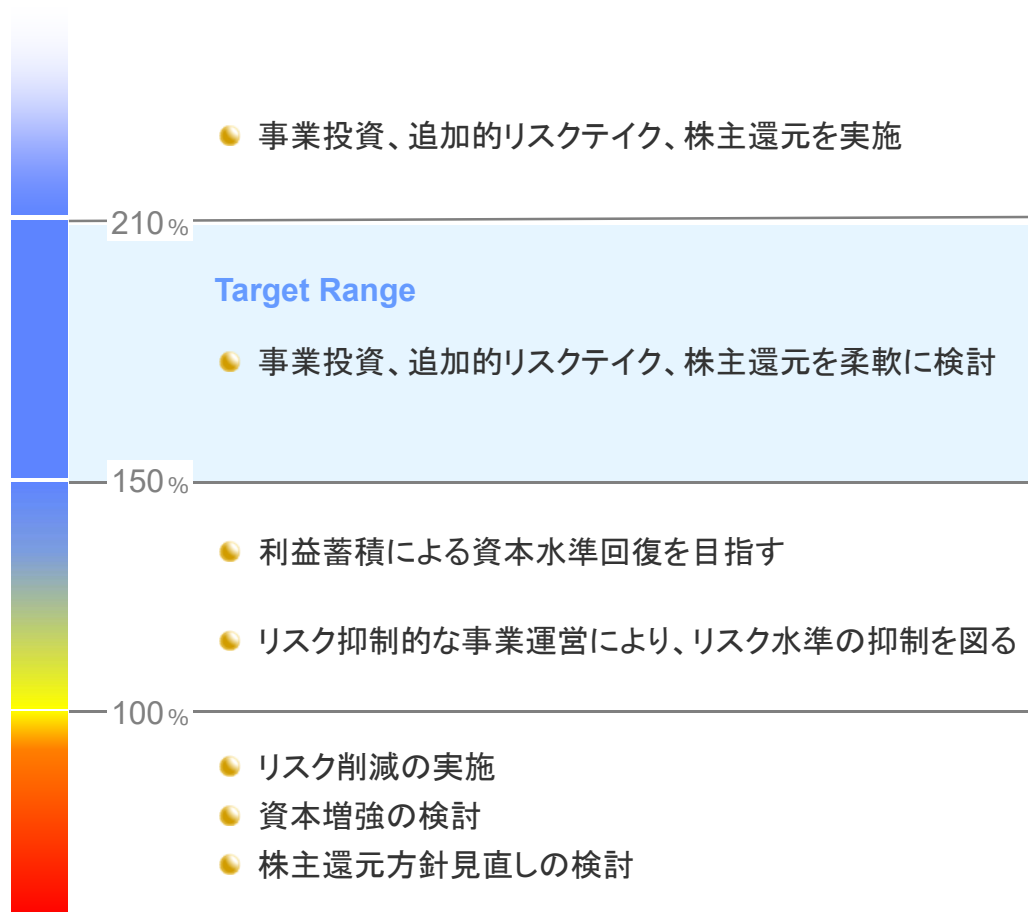 事業投資、追加的リスクテイク、株主還元を実施
210%
Target Range
事業投資、追加的リスクテイク、株主還元を柔軟に検討
150%
利益蓄積による資本水準回復を目指す
リスク抑制的な事業運営により、リスク水準の抑制を図る
100%
リスク削減の実施
資本増強の検討
株主還元方針見直しの検討